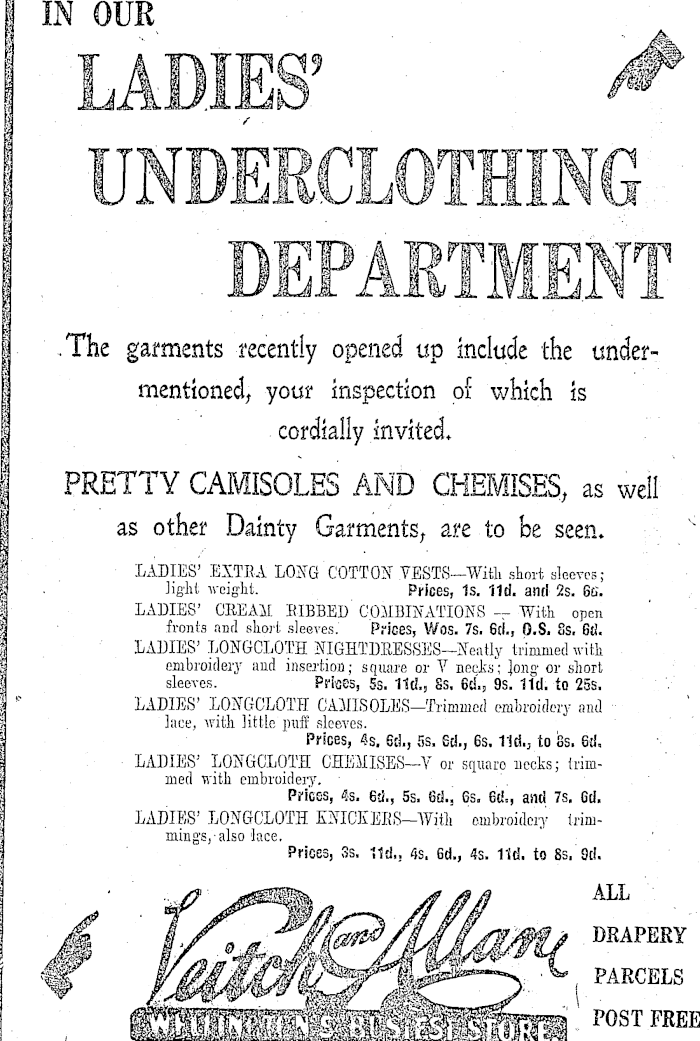 IN OUR
LADIES'
UNDERCLOTHING
DEPARTMENT
The garments recently opened up include the under-
mentioned, your inspection of which is
cordially invited.
PRETTY CAMISOLES AND CHEMISES, as well
as other Dainty Garments, are to be seen.
LADIES' EXTRA LONG COTTON VESTS—With short sleeves;
light weight. Prices, 1s. 11d. and 2s. 6d.
LADIES' CREAM RIBBED COMBINATIONS — With open
fronts and short sleeves. Prices, Wos. 7s. 6d., O.S. 8s. 6d.
LADIES' LONGCLOTH NIGHTDRESSES—Neatly trimmed with
embroidery and insertion; square or V necks; long or short
sleeves. Prices, 5s. 11d., 8s. 6d., 9s. 11d. to 25s.
LADIES' LONGCLOTH CAMISOLES—Trimmed embroidery and
lace, with little puff sleeves.
Prices, 4s. 6d., 5s. 6d., 6s. 11d., to 8s. 6d.
LADIES' LONGCLOTH CHEMISES—V or square necks; trim-
med with embroidery.
Prices, 4s. 6d., 5s. 6d., 6s. 6d., and 7s. 6d.
LADIES' LONGCLOTH KNICKERS—With embroidery trim-
mings, also lace.
Prices, 3s. 11d., 4s. 6d., 4s. 11d. to 8s. 9d.
Veitch and Allan
WELLINGTON'S BUSIEST STORE.
ALL
DRAPERY
PARCELS
POST FREE